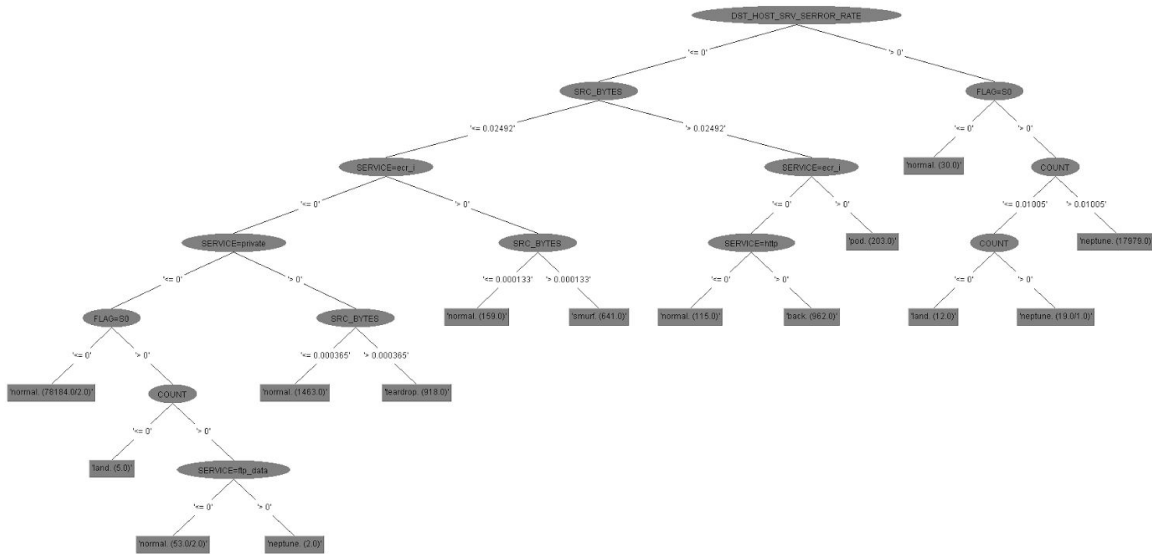 DST_HOST_SRV_SERROR_RATE
'<= 0' '> 0'
SRC_BYTES FLAG=S0
'<= 0.02492' '> 0.02492' '<= 0' '> 0'
SERVICE=ecr_i SERVICE=ecr_i 'normal. (30.0)' COUNT
'<= 0' '> 0' '<= 0' '> 0' '<= 0.01005' '> 0.01005'
SERVICE=private SRC_BYTES SERVICE=http 'pod. (203.0)' COUNT 'neptune. (17979.0)'
'<= 0' '> 0' '<= 0.000133' '> 0.000133' '<= 0' '> 0' '<= 0' '> 0'
FLAG=S0 SRC_BYTES 'normal. (159.0)' 'smurf. (641.0)' 'normal. (115.0)' 'back. (962.0)' 'land. (12.0)' 'neptune. (19.0/1.0)'
'<= 0' '> 0' '<= 0.000365' '> 0.000365'
'normal. (78184.0/2.0)' COUNT 'normal. (1463.0)' 'teardrop. (918.0)'
'<= 0' '> 0'
'land. (5.0)' SERVICE=ftp_data
'<= 0' '> 0'
'normal. (53.0/2.0)' 'neptune. (2.0)'